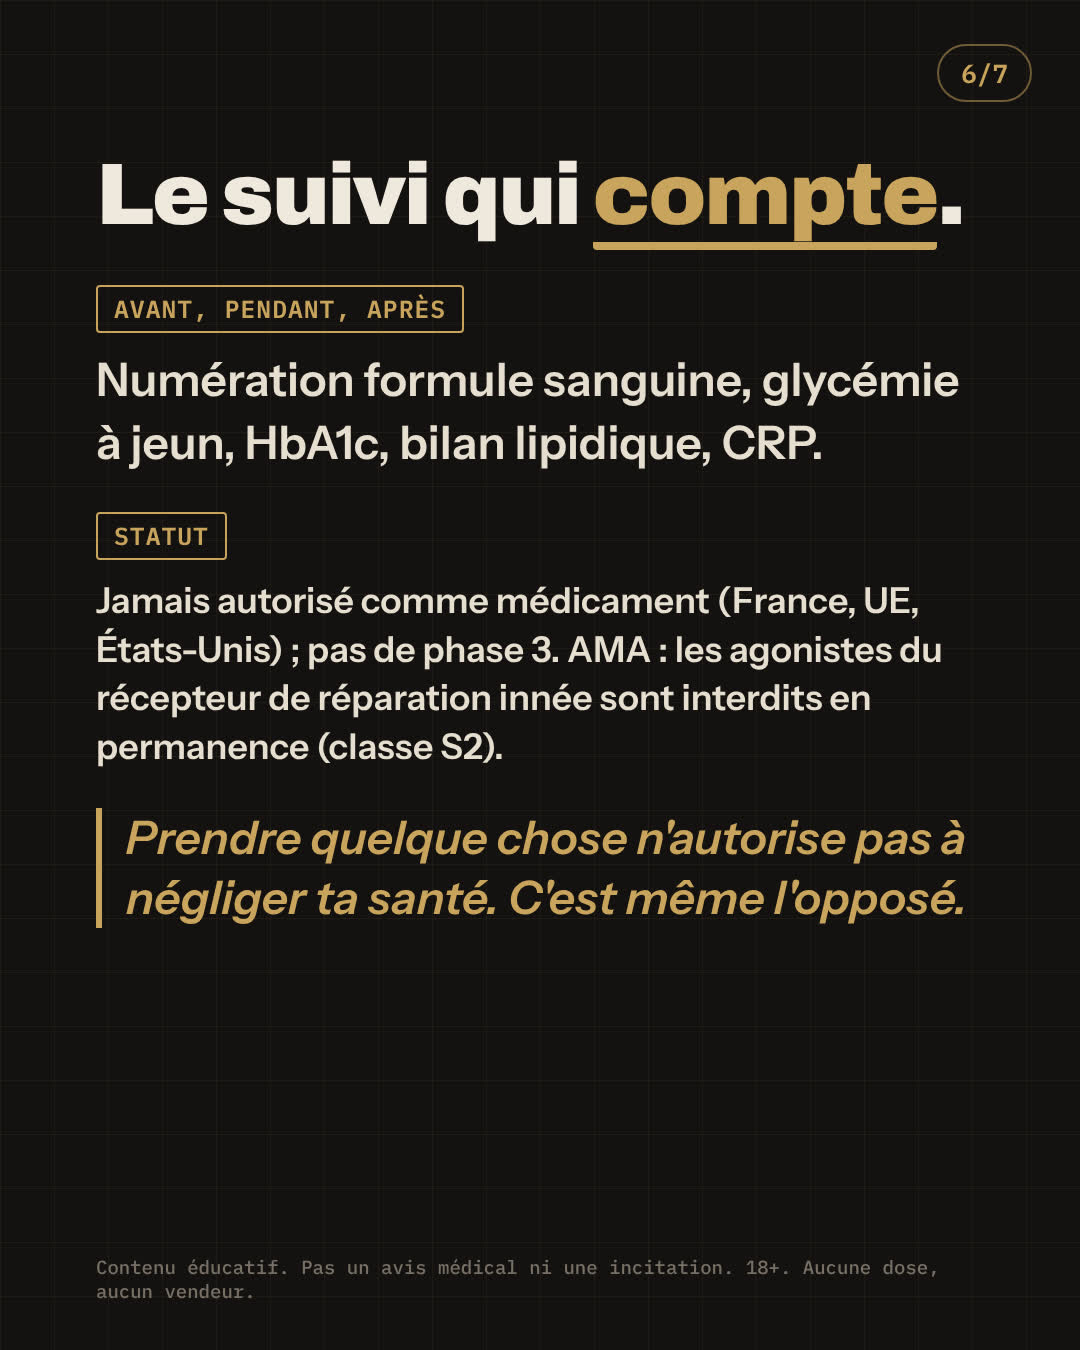 6/7
Le suivi qui compte.
AVANT, PENDANT, APRÈS
Numération formule sanguine, glycémie
à jeun, HbA1c, bilan lipidique, CRP.
STATUT
Jamais autorisé comme médicament (France, UE,
États-Unis) ; pas de phase 3. AMA : les agonistes du
récepteur de réparation innée sont interdits en
permanence (classe S2).
Prendre quelque chose n'autorise pas à
négliger ta santé. C'est même l'opposé.
Contenu éducatif. Pas un avis médical ni une incitation. 18+. Aucune dose,
aucun vendeur.